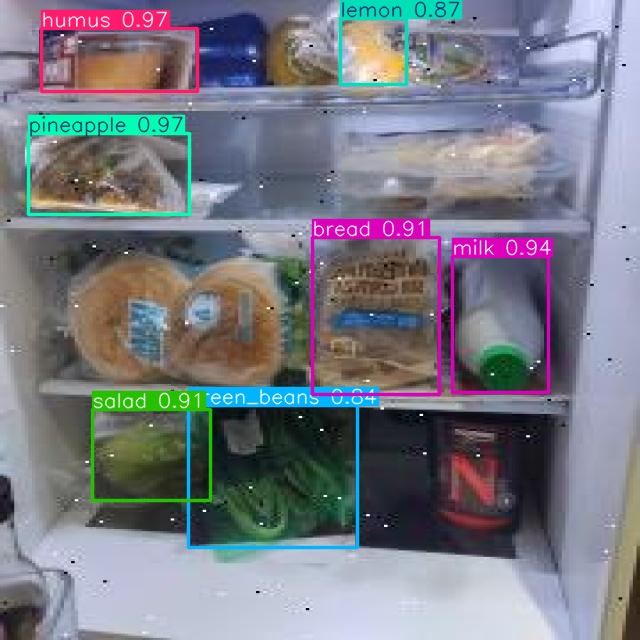 humus 0.97
lemon 0.87
pineapple 0.97
bread 0.91
milk 0.94
salad 0.91
reen_beans 0.84
N